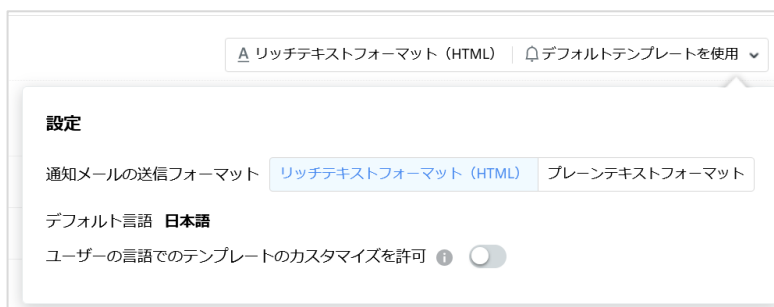 A リッチテキストフォーマット（HTML） デフォルトテンプレートを使用
設定
通知メールの送信フォーマット リッチテキストフォーマット（HTML） プレーンテキストフォーマット
デフォルト言語 日本語
ユーザーの言語でのテンプレートのカスタマイズを許可